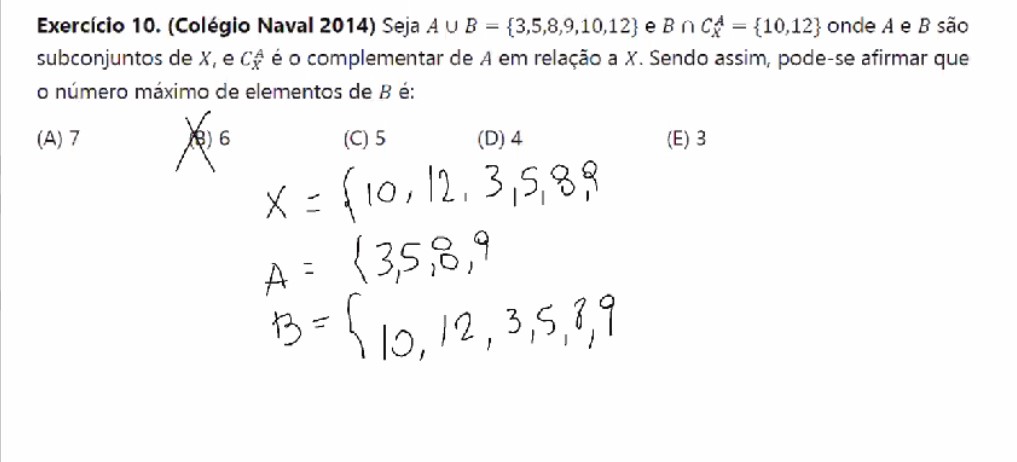 Exercício 10. (Colégio Naval 2014) Seja A ∪ B = {3,5,8,9,10,12} e B ∩ C_X^A = {10,12} onde A e B são
subconjuntos de X, e C_X^A é o complementar de A em relação a X. Sendo assim, pode-se afirmar que
o número máximo de elementos de B é:
(A) 7 (B) 6 (C) 5 (D) 4 (E) 3
X = {10, 12, 3,5,8,9
A = {3,5,8,9
B = {10, 12, 3,5,8,9